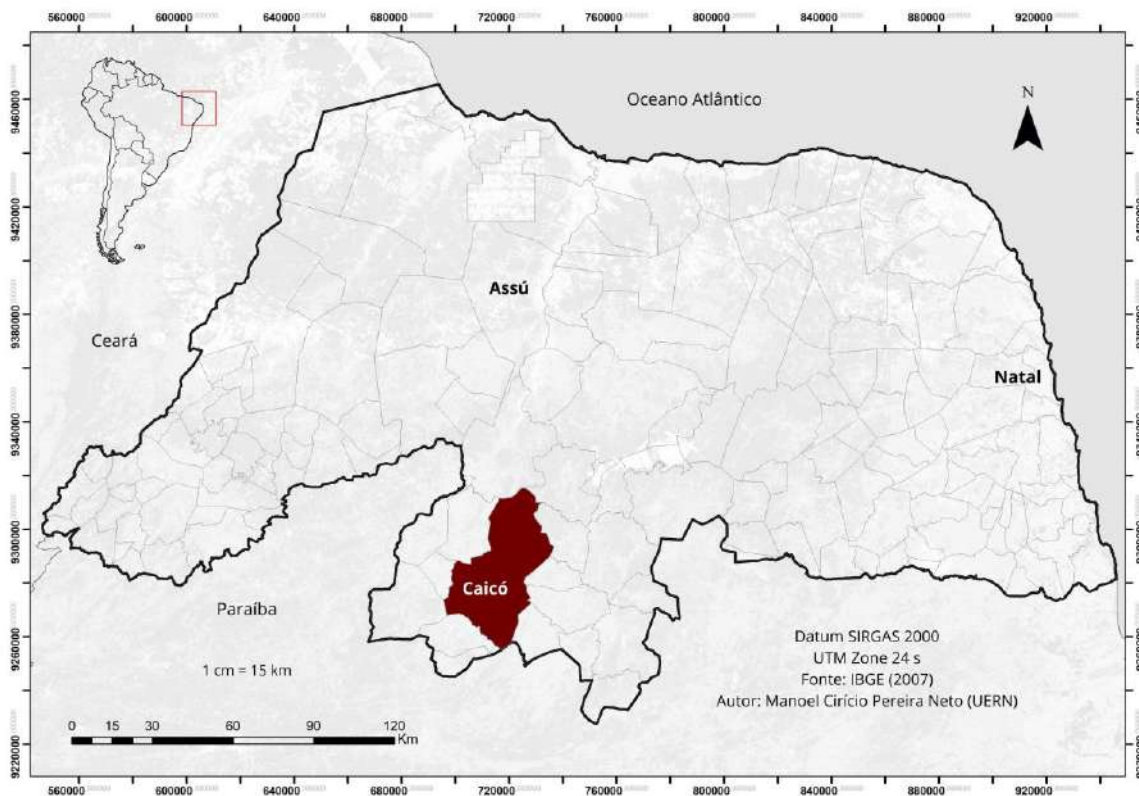 560000 600000 640000 680000 720000 760000 800000 840000 880000 920000
9460000
9420000
9380000
9340000
9300000
9260000
9220000
Oceano Atlântico
N
Assú
Ceará
Natal
Caicó
Paraíba
1 cm = 15 km
Datum SIRGAS 2000
UTM Zone 24 s
Fonte: IBGE (2007)
Autor: Manoel Cirício Pereira Neto (UERN)
0 15 30 60 90 120
Km
560000 600000 640000 680000 720000 760000 800000 840000 880000 920000